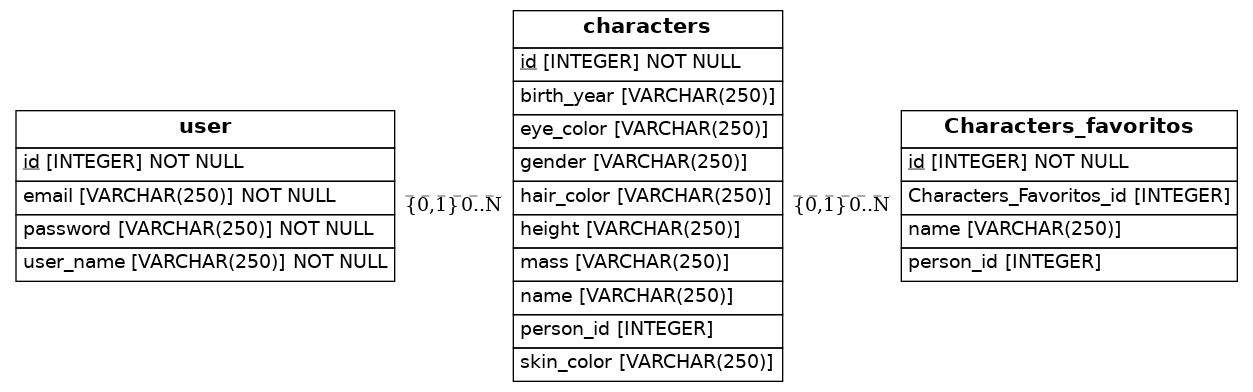 user
id [INTEGER] NOT NULL
email [VARCHAR(250)] NOT NULL
password [VARCHAR(250)] NOT NULL
user_name [VARCHAR(250)] NOT NULL
{0,1} 0..N
characters
id [INTEGER] NOT NULL
birth_year [VARCHAR(250)]
eye_color [VARCHAR(250)]
gender [VARCHAR(250)]
hair_color [VARCHAR(250)]
height [VARCHAR(250)]
mass [VARCHAR(250)]
name [VARCHAR(250)]
person_id [INTEGER]
skin_color [VARCHAR(250)]
{0,1} 0..N
Characters_favoritos
id [INTEGER] NOT NULL
Characters_Favoritos_id [INTEGER]
name [VARCHAR(250)]
person_id [INTEGER]